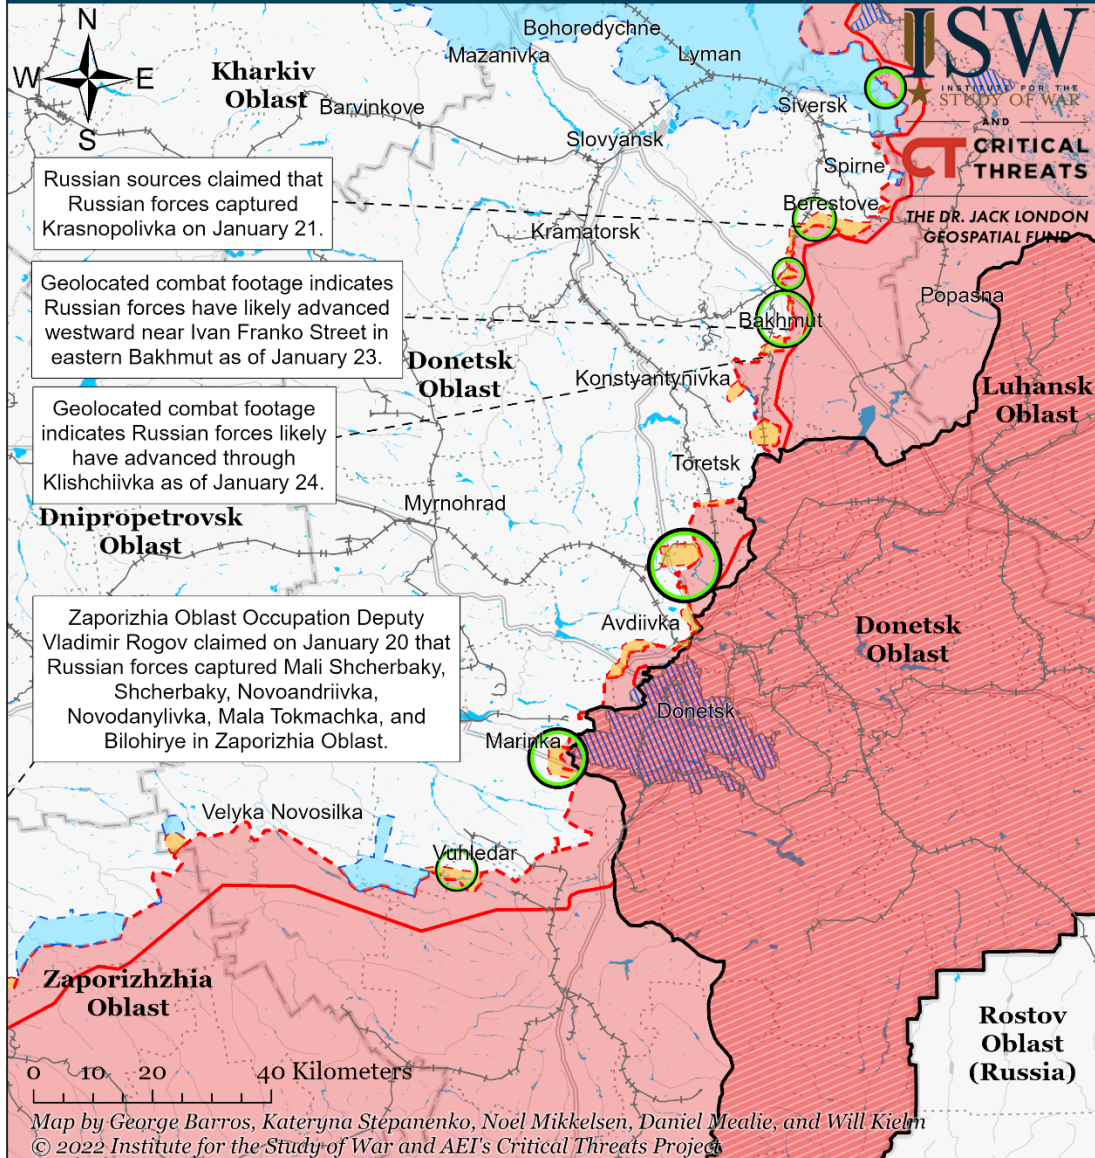 N
W
E
S
Bohorodychne
Mazanivka
Lyman
Kharkiv
Oblast
Barvinkove
Siversk
Slovyansk
Spirne
ISW
INSTITUTE FOR THE
STUDY OF WAR
AND
CT CRITICAL
THREATS
THE DR. JACK LONDON
GEOSPATIAL FUND
Russian sources claimed that
Russian forces captured
Krasnopolivka on January 21.
Berestove
Kramatorsk
Geolocated combat footage indicates
Russian forces have likely advanced
westward near Ivan Franko Street in
eastern Bakhmut as of January 23.
Popasna
Bakhmut
Donetsk
Oblast
Konstyantynivka
Luhansk
Oblast
Geolocated combat footage
indicates Russian forces likely
have advanced through
Klishchiivka as of January 24.
Toretsk
Myrnohrad
Dnipropetrovsk
Oblast
Zaporizhia Oblast Occupation Deputy
Vladimir Rogov claimed on January 20 that
Russian forces captured Mali Shcherbaky,
Shcherbaky, Novoandriivka,
Novodanylivka, Mala Tokmachka, and
Bilohirye in Zaporizhia Oblast.
Avdiivka
Donetsk
Oblast
Donetsk
Marinka
Velyka Novosilka
Vuhledar
Zaporizhzhia
Oblast
Rostov
Oblast
(Russia)
0 10 20 40 Kilometers
Map by George Barros, Kateryna Stepanenko, Noel Mikkelsen, Daniel Mealie, and Will Kielm
© 2022 Institute for the Study of War and AEI's Critical Threats Project